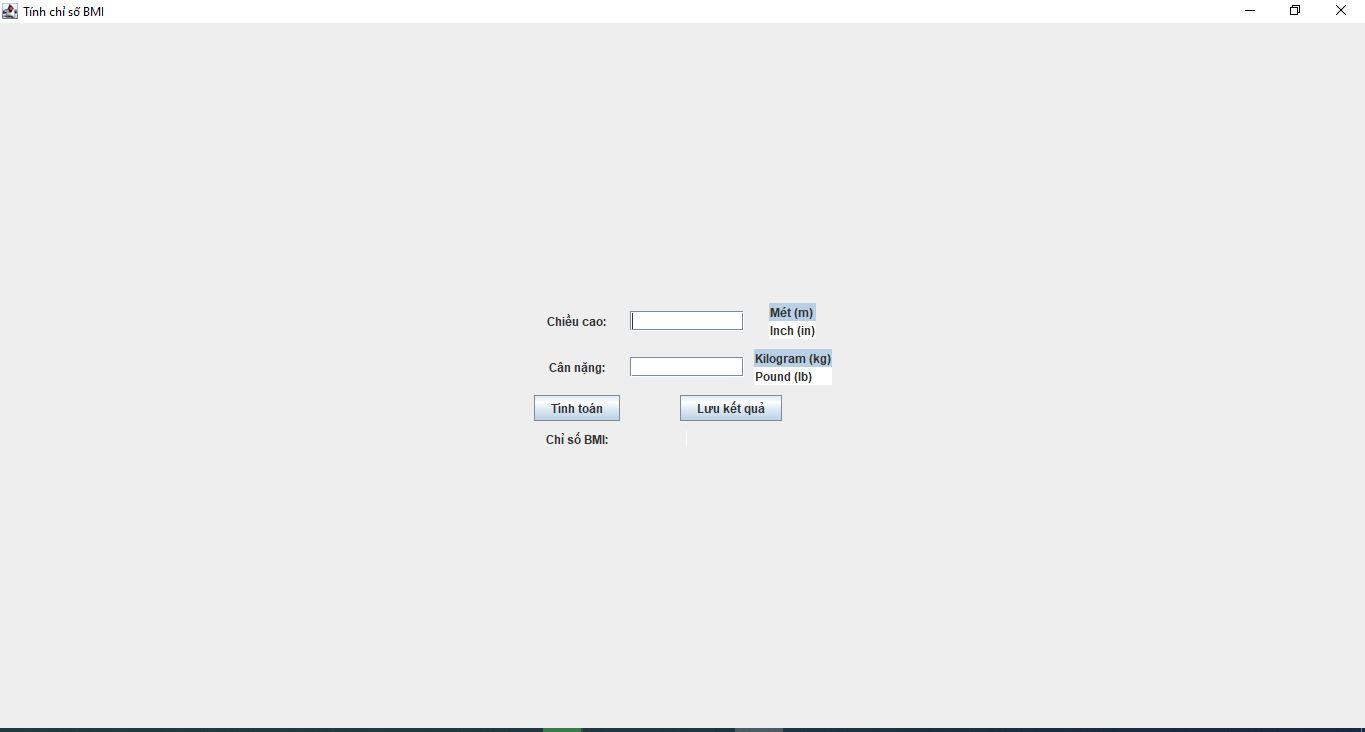 Tính chỉ số BMI
Chiều cao:
Mét (m)
Inch (in)
Cân nặng:
Kilogram (kg)
Pound (lb)
Tính toán
Lưu kết quả
Chỉ số BMI: